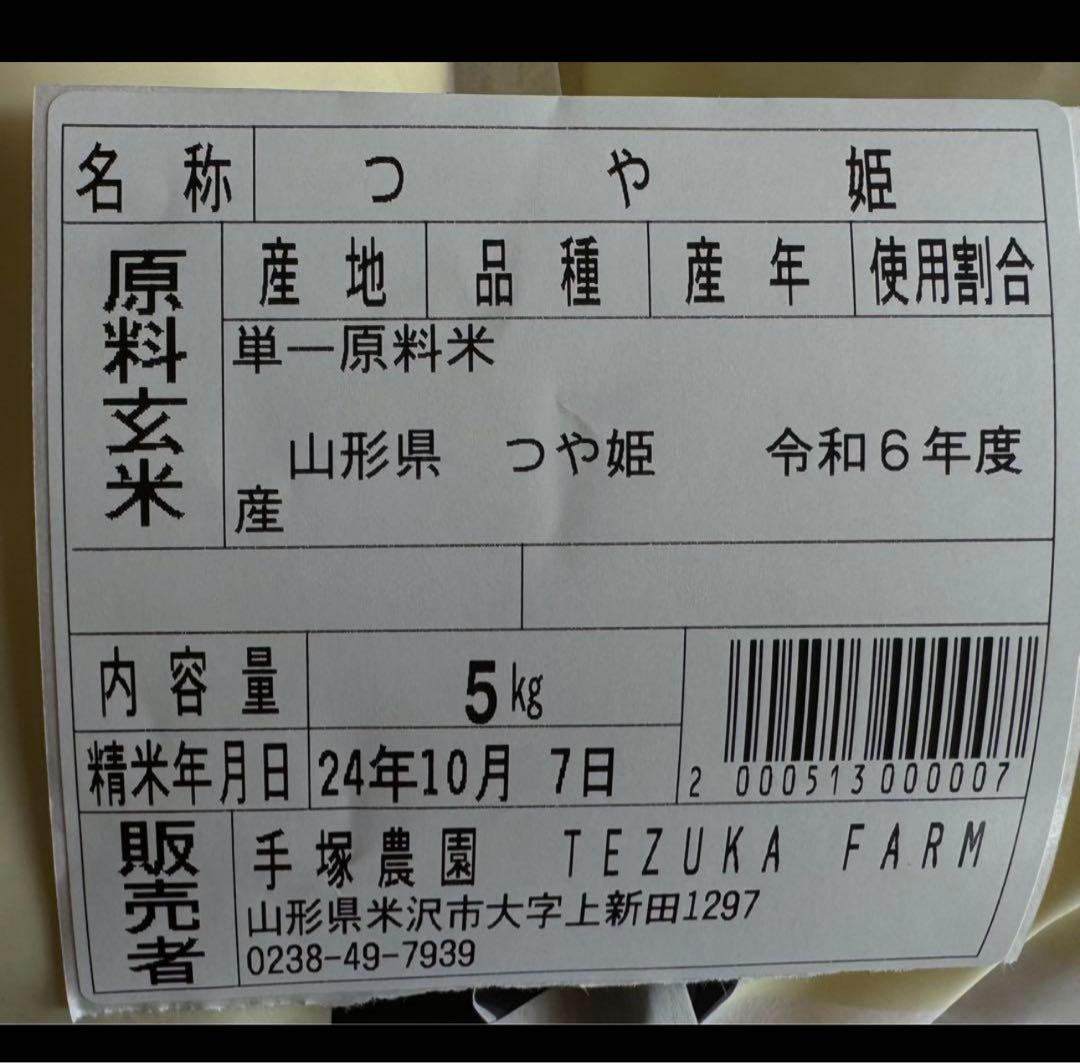 名称 つや姫
原料玄米
産地 品種 産年 使用割合
単一原料米
山形県 つや姫 令和6年度
産
内容量 5kg
精米年月日 24年10月 7日
2 000513000007
販売者
手塚農園 TEZUKA FARM
山形県米沢市大字上新田1297
0238-49-7939